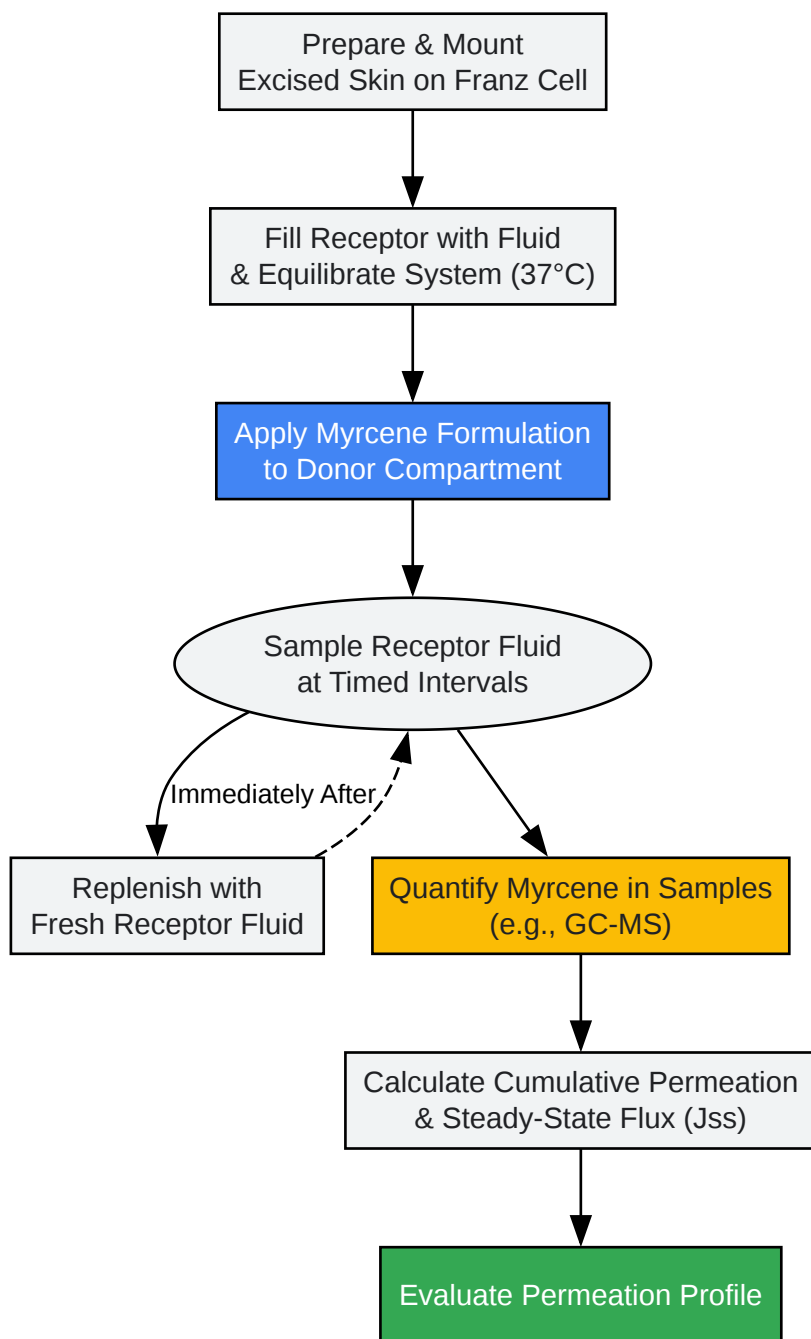 Prepare & Mount
Excised Skin on Franz Cell
Fill Receptor with Fluid
& Equilibrate System (37°C)
Apply Myrcene Formulation
to Donor Compartment
Sample Receptor Fluid
at Timed Intervals
Immediately After
Replenish with
Fresh Receptor Fluid
Quantify Myrcene in Samples
(e.g., GC-MS)
Calculate Cumulative Permeation
& Steady-State Flux (Jss)
Evaluate Permeation Profile